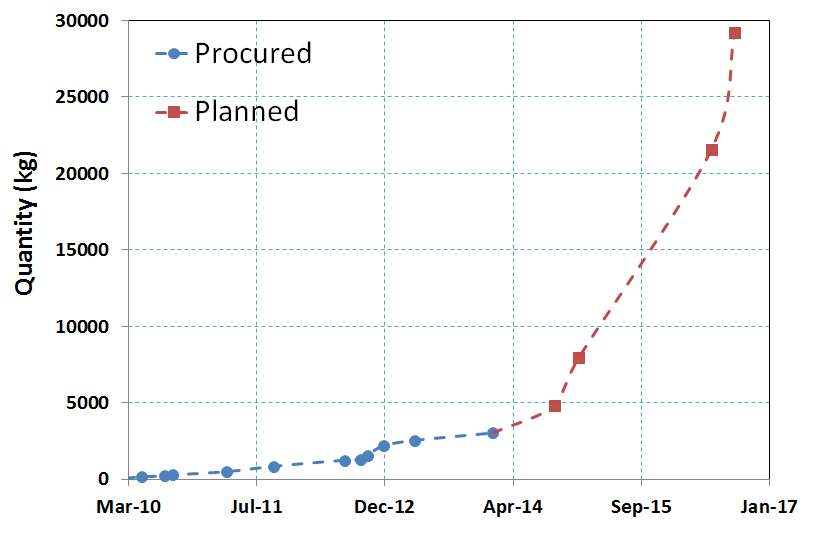 30000
25000
20000
15000
10000
5000
0
Quantity (kg)
Procured
Planned
Mar-10 Jul-11 Dec-12 Apr-14 Sep-15 Jan-17